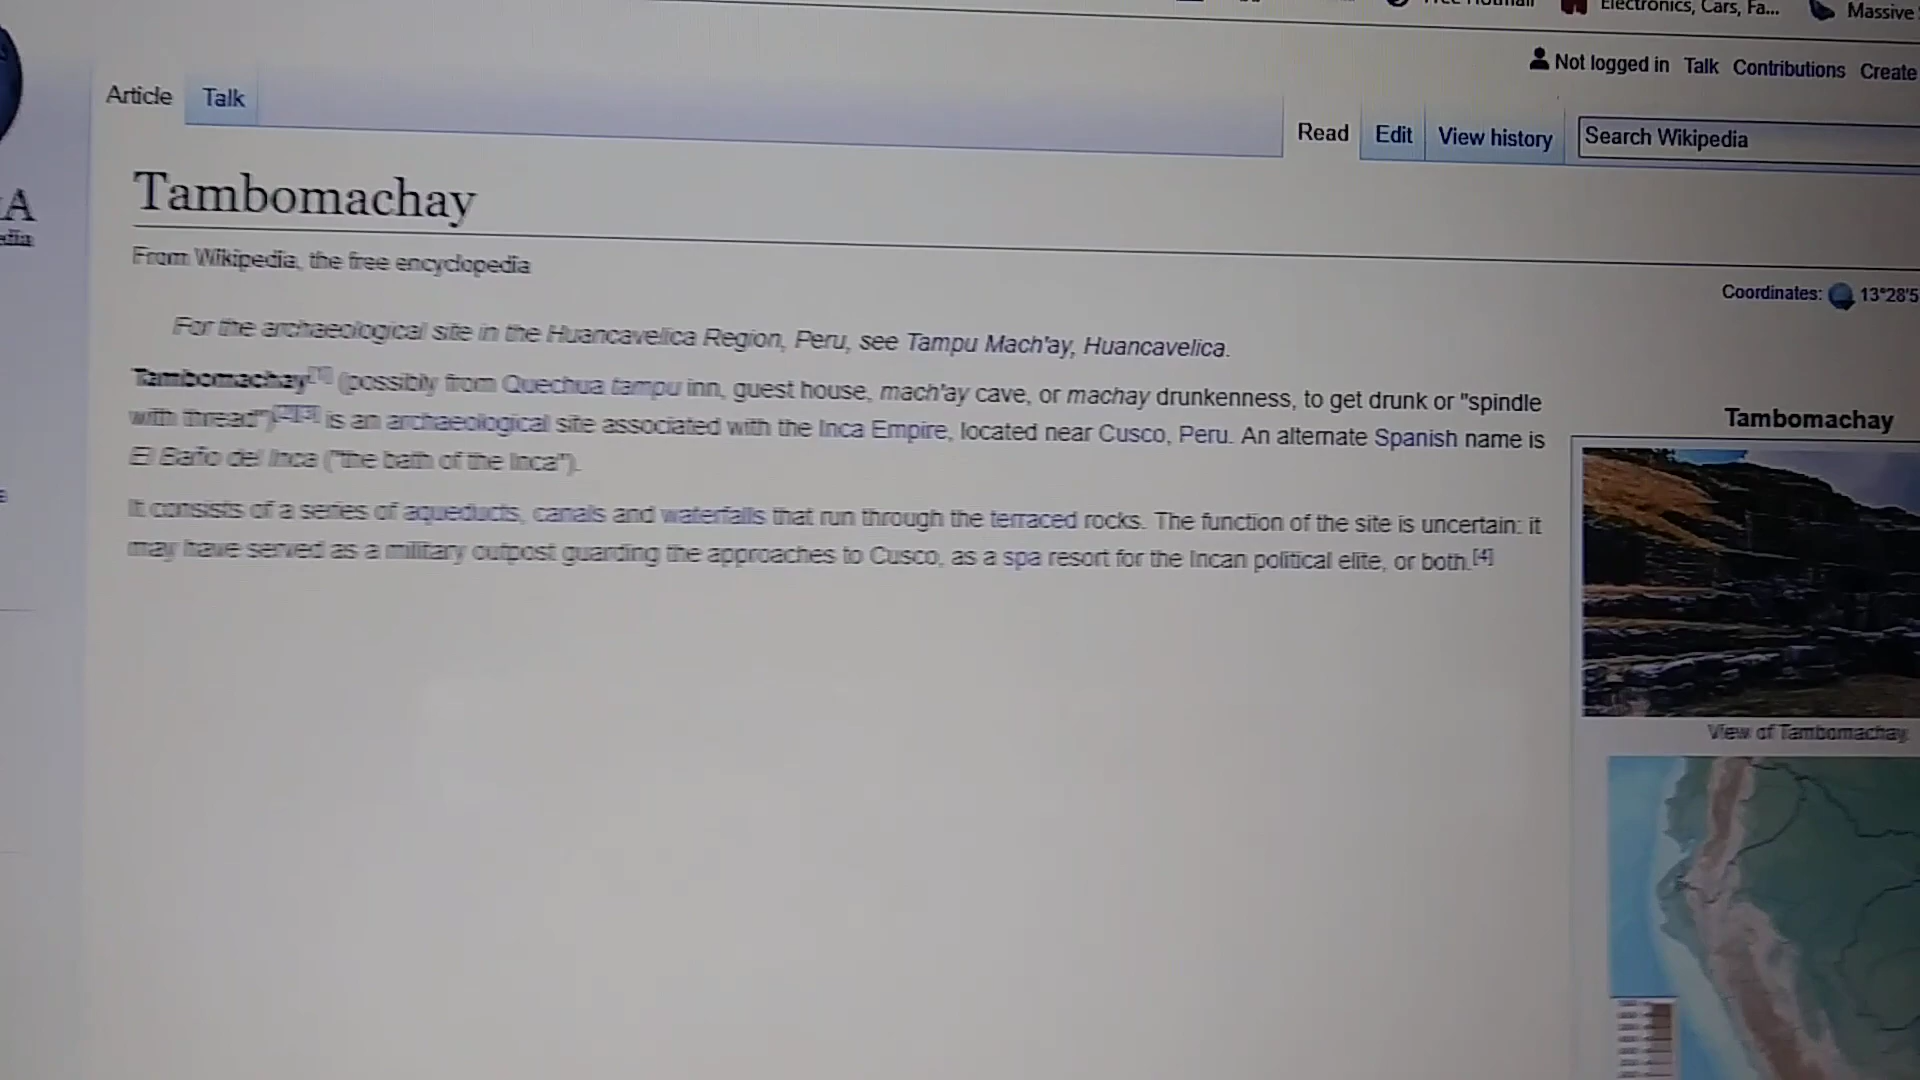 Electronics, Cars, Fa...
Massive
Not logged in Talk Contributions Create
Article Talk
Read Edit View history Search Wikipedia
Tambomachay
From Wikipedia, the free encyclopedia
Coordinates: 13°28'5
For the archaeological site in the Huancavelica Region, Peru, see Tampu Mach'ay, Huancavelica.
Tambomachay[1] (possibly from Quechua tampu inn, guest house, mach'ay cave, or machay drunkenness, to get drunk or "spindle
with thread")[2][3] is an archaeological site associated with the Inca Empire, located near Cusco, Peru. An alternate Spanish name is
El Baño del Inca ("the bath of the Inca").
It consists of a series of aqueducts, canals and waterfalls that run through the terraced rocks. The function of the site is uncertain: it
may have served as a military outpost guarding the approaches to Cusco, as a spa resort for the Incan political elite, or both.[4]
Tambomachay
View of Tambomachay